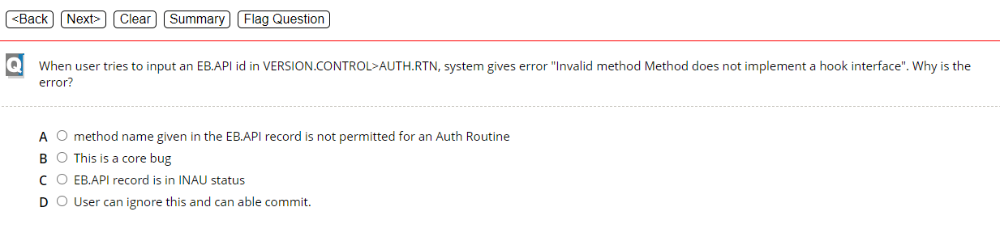 <Back Next> Clear Summary Flag Question
Q When user tries to input an EB.API id in VERSION.CONTROL>AUTH.RTN, system gives error "Invalid method Method does not implement a hook interface". Why is the
error?
A method name given in the EB.API record is not permitted for an Auth Routine
B This is a core bug
C EB.API record is in INAU status
D User can ignore this and can able commit.